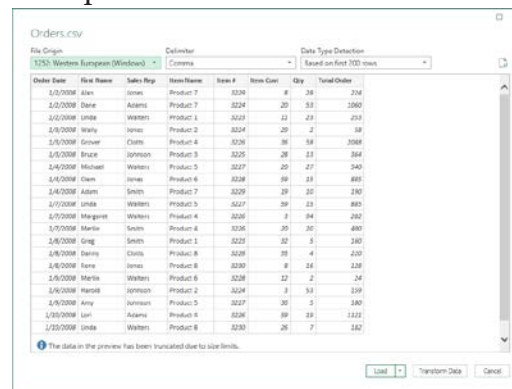 Orders.csv
File Origin Delimiter Data Type Detection
1252: Western European (Windows) Comma Based on first 200 rows
Order Date First Name Sales Rep Item Name Item # Item Cost Qty Total Order
1/2/2008 Alan Jones Product 7 3229 8 28 224
1/2/2008 Dane Adams Product 7 3224 20 53 1060
1/2/2008 Linda Walters Product 1 3223 11 23 253
1/3/2008 Wally Jones Product 2 3224 29 2 58
1/3/2008 Grover Clotts Product 4 3226 36 58 2088
1/3/2008 Bruce Johnson Product 3 3225 28 13 364
1/4/2008 Michael Walters Product 5 3227 20 27 540
1/4/2008 Olam Jones Product 6 3228 59 15 885
1/4/2008 Adam Smith Product 7 3229 19 10 190
1/7/2008 Linda Walters Product 5 3227 59 15 885
1/7/2008 Margaret Walters Product 4 3226 3 94 282
1/7/2008 Merlin Smith Product 4 3226 20 20 400
1/8/2008 Greg Smith Product 1 3223 32 5 160
1/8/2008 Danny Clotts Product 6 3228 55 4 220
1/8/2008 Rene Jones Product 8 3230 8 16 128
1/9/2008 Merlin Walters Product 6 3228 12 2 24
1/9/2008 Harold Johnson Product 2 3224 3 53 159
1/9/2008 Amy Johnson Product 5 3227 36 5 180
1/10/2008 Lori Adams Product 4 3226 59 19 1121
1/10/2008 Linda Walters Product 8 3230 26 7 182
The data in the preview has been truncated due to size limits.
Load Transform Data Cancel